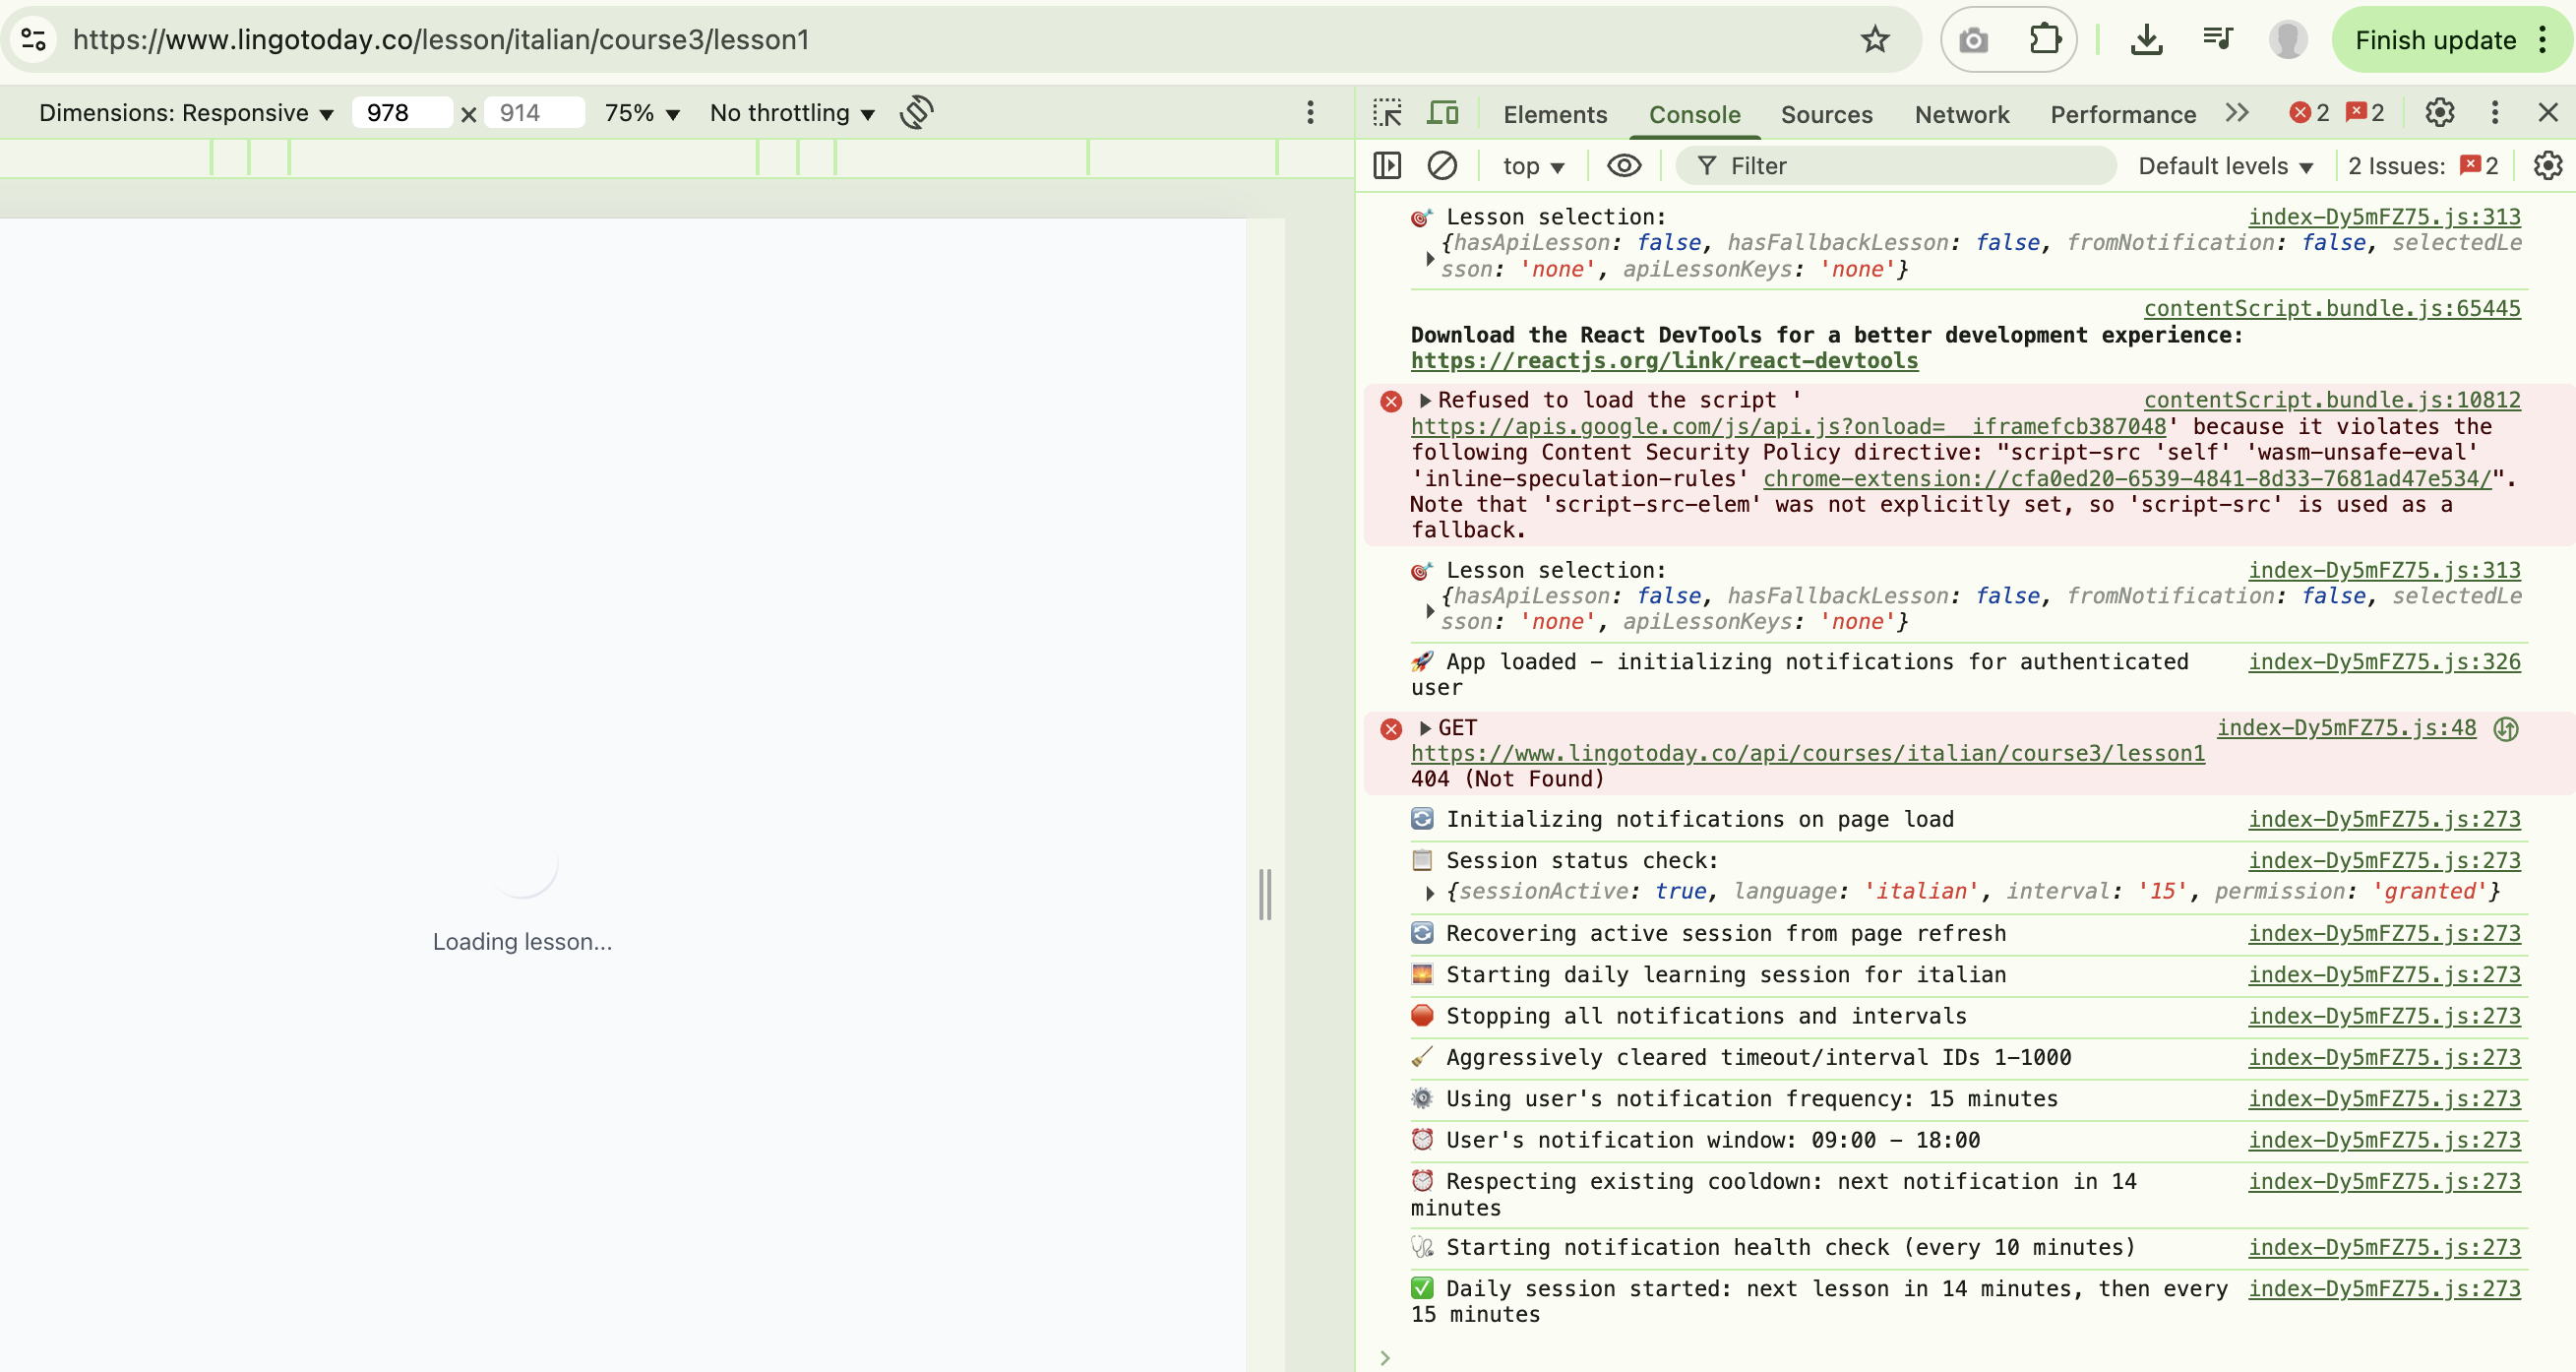 https://www.lingotoday.co/lesson/italian/course3/lesson1
Finish update
Dimensions: Responsive
978
914
75%
No throttling
Elements
Console
Sources
Network
Performance
2
2
top
Filter
Default levels
2 Issues:
2
Lesson selection:
index-Dy5mFZ75.js:313
{hasApiLesson: false, hasFallbackLesson: false, fromNotification: false, selectedLe
sson: 'none', apiLessonKeys: 'none'}
contentScript.bundle.js:65445
Download the React DevTools for a better development experience:
https://reactjs.org/link/react-devtools
Refused to load the script '
contentScript.bundle.js:10812
https://apis.google.com/js/api.js?onload=__iframefcb387048' because it violates the
following Content Security Policy directive: "script-src 'self' 'wasm-unsafe-eval'
'inline-speculation-rules' chrome-extension://cfa0ed20-6539-4841-8d33-7681ad47e534/".
Note that 'script-src-elem' was not explicitly set, so 'script-src' is used as a
fallback.
Lesson selection:
index-Dy5mFZ75.js:313
{hasApiLesson: false, hasFallbackLesson: false, fromNotification: false, selectedLe
sson: 'none', apiLessonKeys: 'none'}
App loaded - initializing notifications for authenticated
index-Dy5mFZ75.js:326
user
GET
index-Dy5mFZ75.js:48
https://www.lingotoday.co/api/courses/italian/course3/lesson1
404 (Not Found)
Initializing notifications on page load
index-Dy5mFZ75.js:273
Session status check:
index-Dy5mFZ75.js:273
{sessionActive: true, language: 'italian', interval: '15', permission: 'granted'}
Recovering active session from page refresh
index-Dy5mFZ75.js:273
Starting daily learning session for italian
index-Dy5mFZ75.js:273
Stopping all notifications and intervals
index-Dy5mFZ75.js:273
Aggressively cleared timeout/interval IDs 1-1000
index-Dy5mFZ75.js:273
Using user's notification frequency: 15 minutes
index-Dy5mFZ75.js:273
User's notification window: 09:00 - 18:00
index-Dy5mFZ75.js:273
Respecting existing cooldown: next notification in 14
index-Dy5mFZ75.js:273
minutes
Starting notification health check (every 10 minutes)
index-Dy5mFZ75.js:273
Daily session started: next lesson in 14 minutes, then every
index-Dy5mFZ75.js:273
15 minutes
Loading lesson...